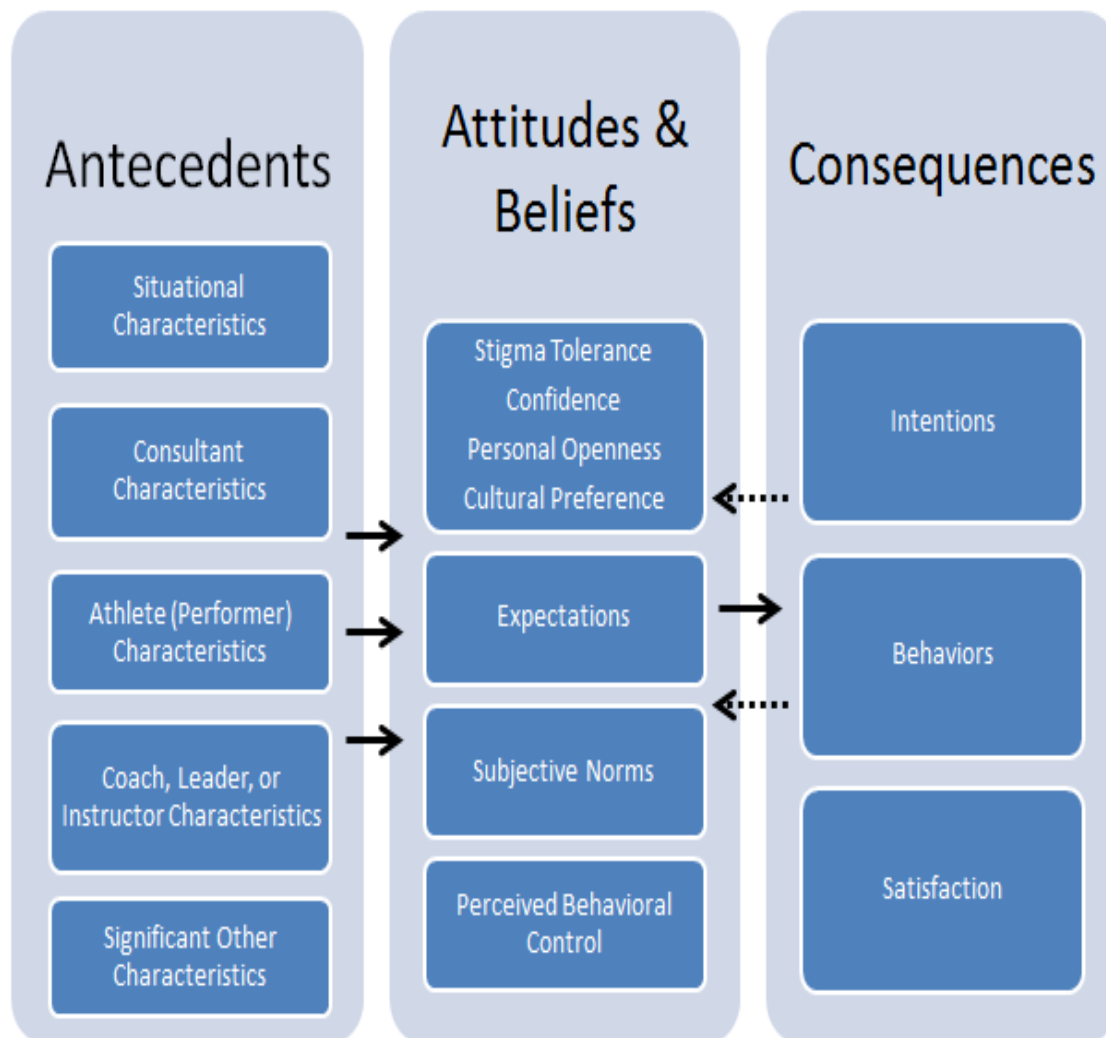 Antecedents
Situational
Characteristics
Consultant
Characteristics
Athlete (Performer)
Characteristics
Coach, Leader, or
Instructor Characteristics
Significant Other
Characteristics
Attitudes &
Beliefs
Stigma Tolerance
Confidence
Personal Openness
Cultural Preference
Expectations
Subjective Norms
Perceived Behavioral
Control
Consequences
Intentions
Behaviors
Satisfaction